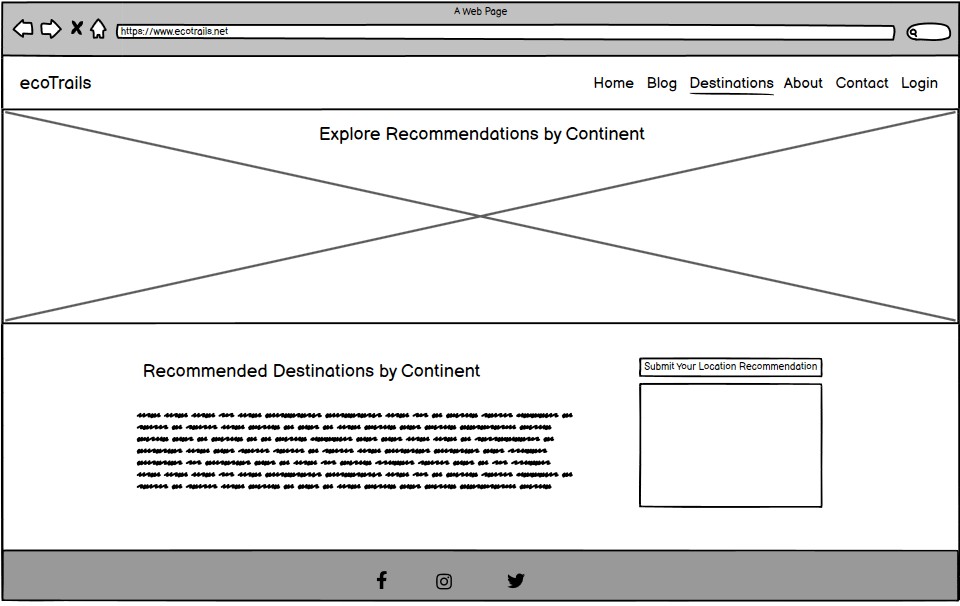 A Web Page
https://www.ecotrails.net
ecoTrails
Home Blog Destinations About Contact Login
Explore Recommendations by Continent
Recommended Destinations by Continent
Submit Your Location Recommendation